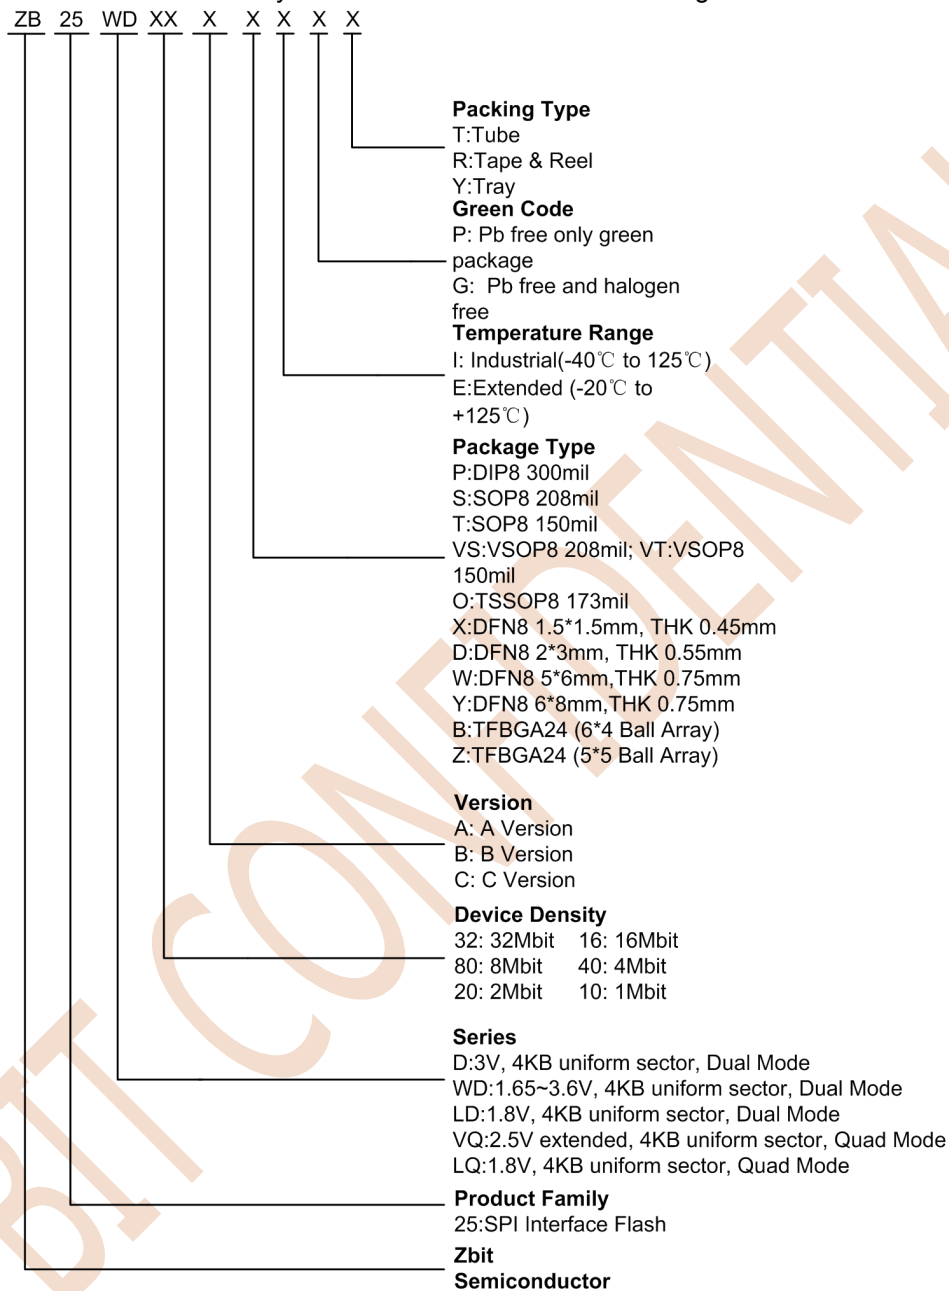 ZB 25 WD XX X X X X X
Packing Type
T:Tube
R:Tape & Reel
Y:Tray
Green Code
P: Pb free only green
package
G: Pb free and halogen
free
Temperature Range
I: Industrial(-40℃ to 125℃)
E:Extended (-20℃ to
+125℃)
Package Type
P:DIP8 300mil
S:SOP8 208mil
T:SOP8 150mil
VS:VSOP8 208mil; VT:VSOP8
150mil
O:TSSOP8 173mil
X:DFN8 1.5*1.5mm, THK 0.45mm
D:DFN8 2*3mm, THK 0.55mm
W:DFN8 5*6mm,THK 0.75mm
Y:DFN8 6*8mm,THK 0.75mm
B:TFBGA24 (6*4 Ball Array)
Z:TFBGA24 (5*5 Ball Array)
Version
A: A Version
B: B Version
C: C Version
Device Density
32: 32Mbit 16: 16Mbit
80: 8Mbit 40: 4Mbit
20: 2Mbit 10: 1Mbit
Series
D:3V, 4KB uniform sector, Dual Mode
WD:1.65~3.6V, 4KB uniform sector, Dual Mode
LD:1.8V, 4KB uniform sector, Dual Mode
VQ:2.5V extended, 4KB uniform sector, Quad Mode
LQ:1.8V, 4KB uniform sector, Quad Mode
Product Family
25:SPI Interface Flash
Zbit
Semiconductor
BIT CONFIDENTIA